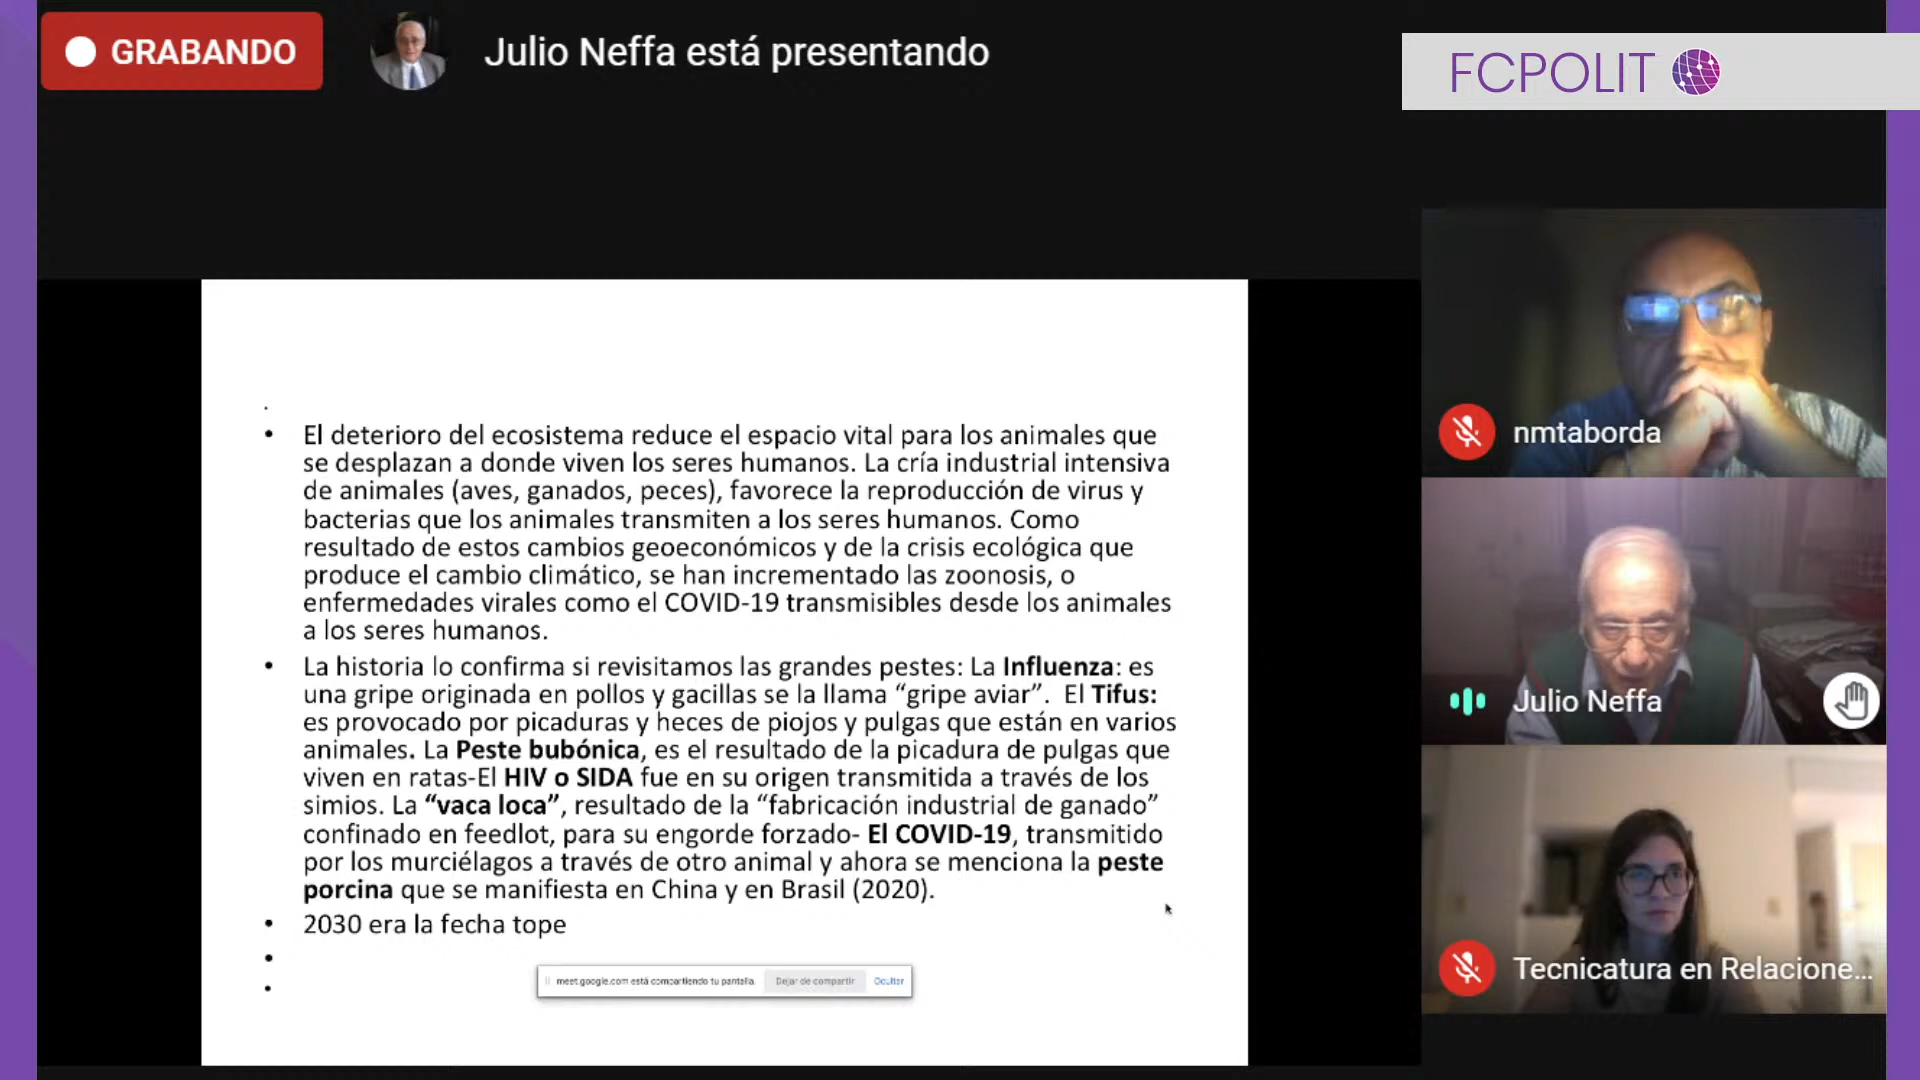 GRABANDO
Julio Neffa está presentando
FCPOLIT
El deterioro del ecosistema reduce el espacio vital para los animales que
se desplazan a donde viven los seres humanos. La cría industrial intensiva
de animales (aves, ganados, peces), favorece la reproducción de virus y
bacterias que los animales transmiten a los seres humanos. Como
resultado de estos cambios geoeconómicos y de la crisis ecológica que
produce el cambio climático, se han incrementado las zoonosis, o
enfermedades virales como el COVID-19 transmisibles desde los animales
a los seres humanos.
La historia lo confirma si revisitamos las grandes pestes: La Influenza: es
una gripe originada en pollos y gacillas se la llama “gripe aviar”. El Tifus:
es provocado por picaduras y heces de piojos y pulgas que están en varios
animales. La Peste bubónica, es el resultado de la picadura de pulgas que
viven en ratas-El HIV o SIDA fue en su origen transmitida a través de los
simios. La “vaca loca”, resultado de la “fabricación industrial de ganado”
confinado en feedlot, para su engorde forzado- El COVID-19, transmitido
por los murciélagos a través de otro animal y ahora se menciona la peste
porcina que se manifiesta en China y en Brasil (2020).
2030 era la fecha tope
meet.google.com está compartiendo tu pantalla. Dejar de compartir Ocultar
nmtaborda
Julio Neffa
Tecnicatura en Relacione...